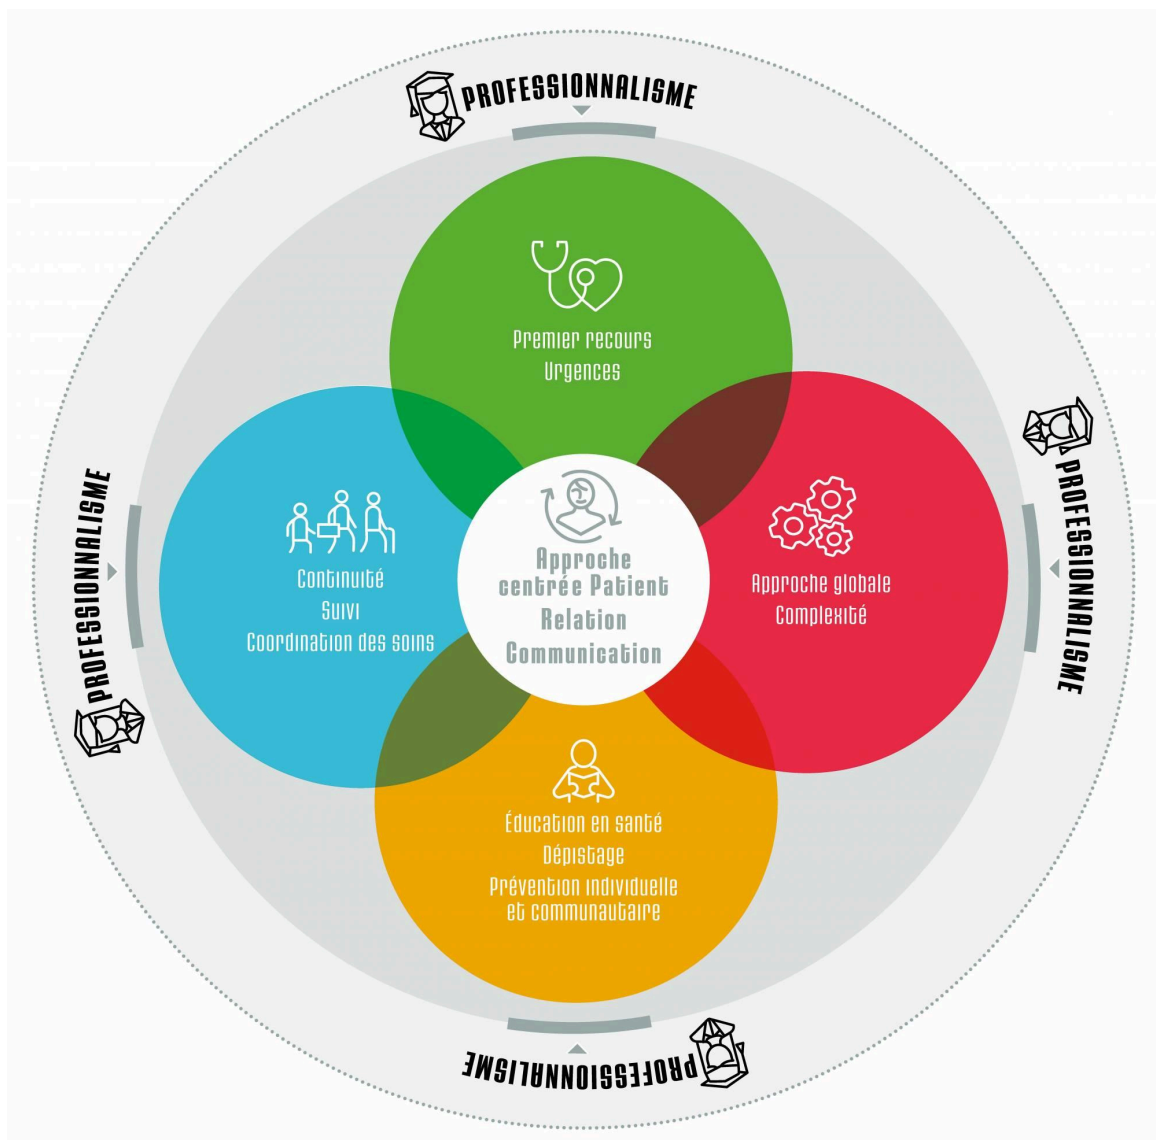 PROFESSIONNALISME
Premier recours
Urgences
PROFESSIONNALISME
Continuité
Suivi
Coordination des soins
Approche
centrée Patient
Relation
Communication
Approche globale
Complexité
PROFESSIONNALISME
Éducation en santé
Dépistage
Prévention individuelle
et communautaire
PROFESSIONNALISME